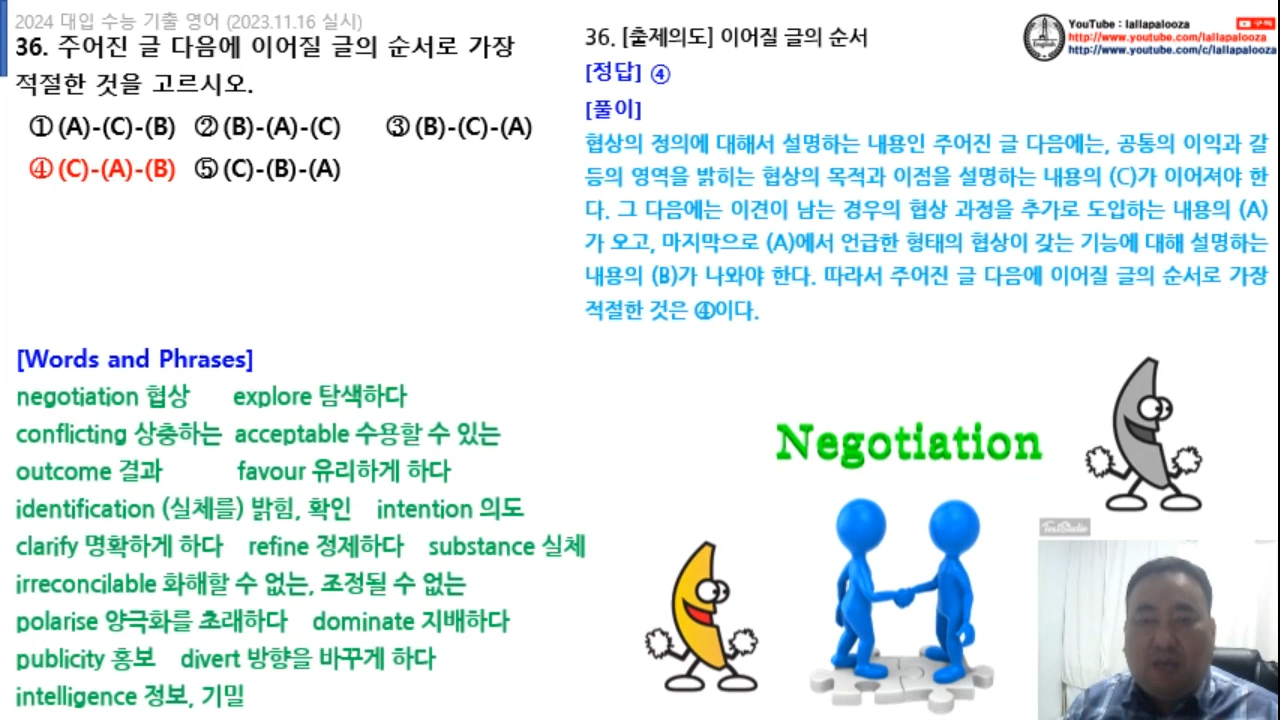 2024 대입 수능 기출 영어 (2023.11.16 실시)
36. 주어진 글 다음에 이어질 글의 순서로 가장
적절한 것을 고르시오.
① (A)-(C)-(B) ② (B)-(A)-(C) ③ (B)-(C)-(A)
④ (C)-(A)-(B) ⑤ (C)-(B)-(A)
[Words and Phrases]
negotiation 협상 explore 탐색하다
conflicting 상충하는 acceptable 수용할 수 있는
outcome 결과 favour 유리하게 하다
identification (실체를) 밝힘, 확인 intention 의도
clarify 명확하게 하다 refine 정제하다 substance 실체
irreconcilable 화해할 수 없는, 조정될 수 없는
polarise 양극화를 초래하다 dominate 지배하다
publicity 홍보 divert 방향을 바꾸게 하다
intelligence 정보, 기밀
36. [출제의도] 이어질 글의 순서
[정답] ④
[풀이]
협상의 정의에 대해서 설명하는 내용인 주어진 글 다음에는, 공통의 이익과 갈
등의 영역을 밝히는 협상의 목적과 이점을 설명하는 내용의 (C)가 이어져야 한
다. 그 다음에는 이견이 남는 경우의 협상 과정을 추가로 도입하는 내용의 (A)
가 오고, 마지막으로 (A)에서 언급한 형태의 협상이 갖는 기능에 대해 설명하는
내용의 (B)가 나와야 한다. 따라서 주어진 글 다음에 이어질 글의 순서로 가장
적절한 것은 ④이다.
YouTube : lallapalooza
구독
http://www.youtube.com/lallapalooza
http://www.youtube.com/c/lallapalooza
English
Negotiation
TextStudio